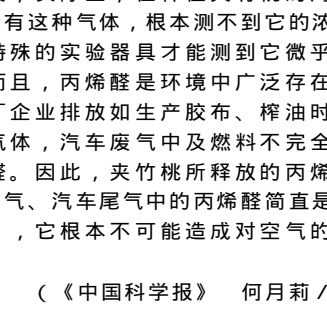 有这种气体，根本测不到它的浓
特殊的实验器具才能测到它微乎
而且，丙烯醛是环境中广泛存在
企业排放如生产胶布、榨油时
气体，汽车废气中及燃料不完全
。因此，夹竹桃所释放的丙烯
气、汽车尾气中的丙烯醛简直是
，它根本不可能造成对空气的
（《中国科学报》 何月莉/